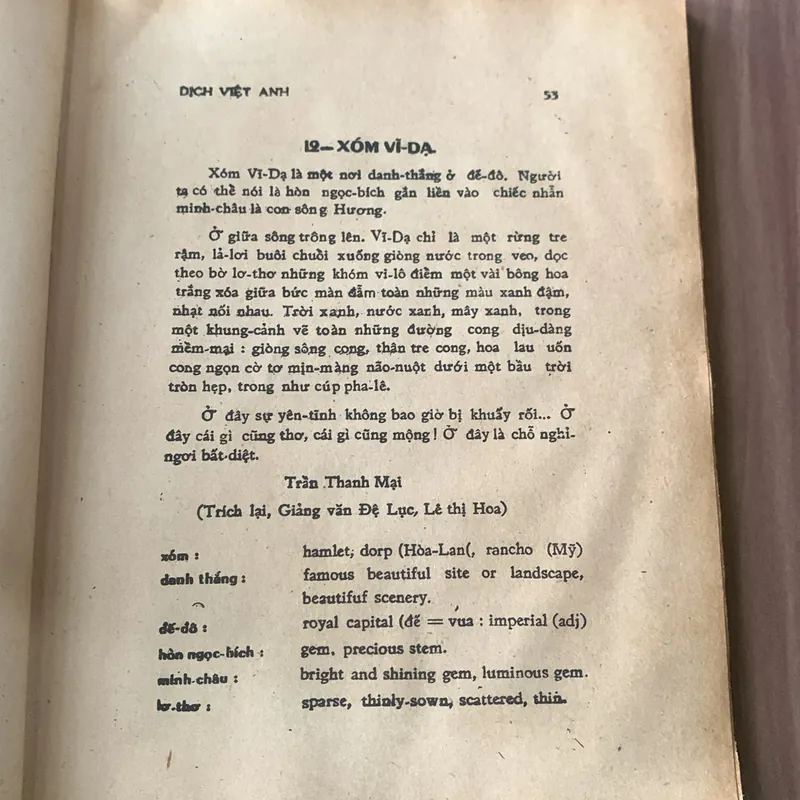 DỊCH VIỆT ANH 53
12— XÓM VĨ-DẠ.
Xóm Vĩ-Dạ là một nơi danh-thắng ở đế-đô. Người
tạ có thể nói là hòn ngọc-bích gắn liền vào chiếc nhẫn
minh-châu là con sông Hương.
Ở giữa sông trông lên. Vĩ-Dạ chỉ là một rừng tre
rậm, lả-lơi buôi chuỗi xuống giòng nước trong veo, dọc
theo bờ lơ-thơ những khóm vi-lô điểm một vài bông hoa
trắng xóa giữa bức màn đẫm toàn những màu xanh đậm,
nhạt nối nhau. Trời xanh, nước xanh, mây xanh, trong
một khung-cảnh vẽ toàn những đường cong dịu-dàng
mềm-mại : giòng sông cong, thân tre cong, hoa lau uốn
cong ngọn cờ tơ mịn-màng não-nuột dưới một bầu trời
tròn hẹp, trong như cúp pha-lê.
Ở đây sự yên-tĩnh không bao giờ bị khuấy rối... Ở
đây cái gì cũng thơ, cái gì cũng mộng! Ở đây là chỗ nghỉ-
ngơi bất-diệt.
Trần Thanh Mại
(Trích lại, Giảng văn Đệ Lục, Lê thị Hoa)
xóm : hamlet; dorp (Hòa-Lan(, rancho (Mỹ)
danh thắng : famous beautiful site or landscape,
beautifuf scenery.
đế-đô : royal capital (đế = vua : imperial (adj)
hòn ngọc-bích : gem, precious stem.
minh-châu : bright and shining gem, luminous gem.
lơ-thơ : sparse, thinly-sown, scattered, thin.